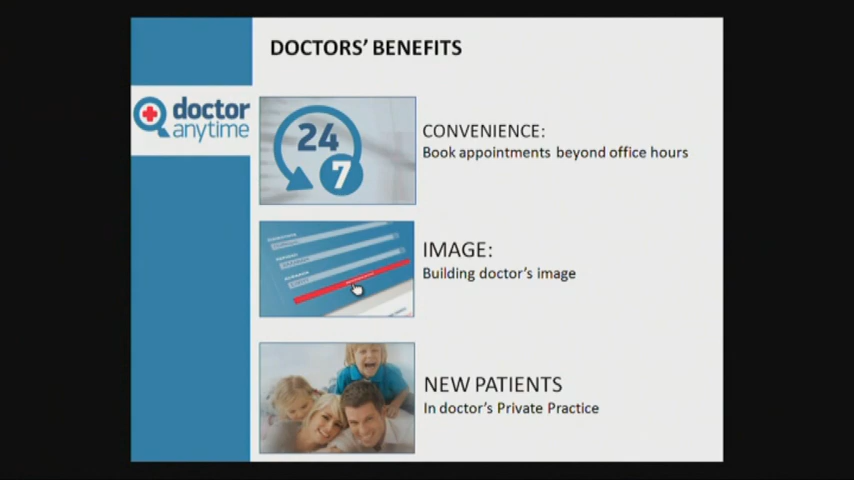 DOCTORS' BENEFITS
doctor
anytime
24
7
CONVENIENCE:
Book appointments beyond office hours
IMAGE:
Building doctor's image
NEW PATIENTS
In doctor's Private Practice